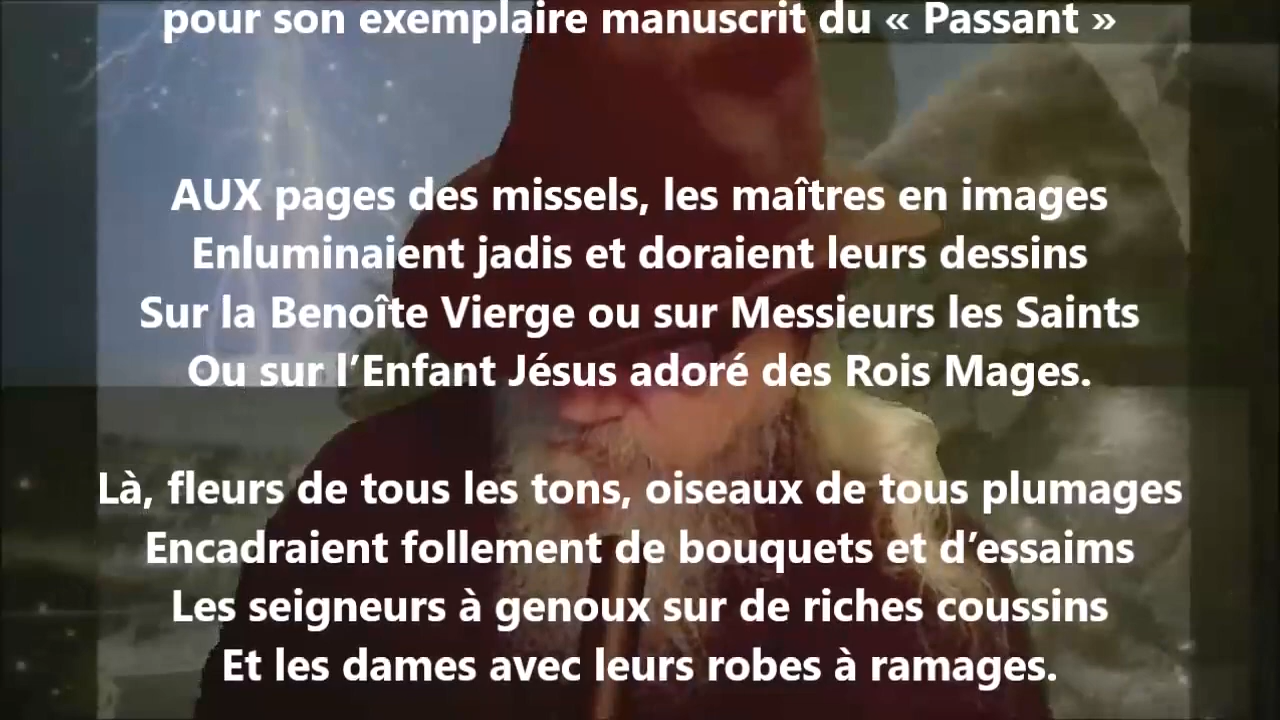 pour son exemplaire manuscrit du « Passant »
AUX pages des missels, les maîtres en images
Enluminaient jadis et doraient leurs dessins
Sur la Benoîte Vierge ou sur Messieurs les Saints
Ou sur l’Enfant Jésus adoré des Rois Mages.
Là, fleurs de tous les tons, oiseaux de tous plumages
Encadraient follement de bouquets et d’essaims
Les seigneurs à genoux sur de riches coussins
Et les dames avec leurs robes à ramages.